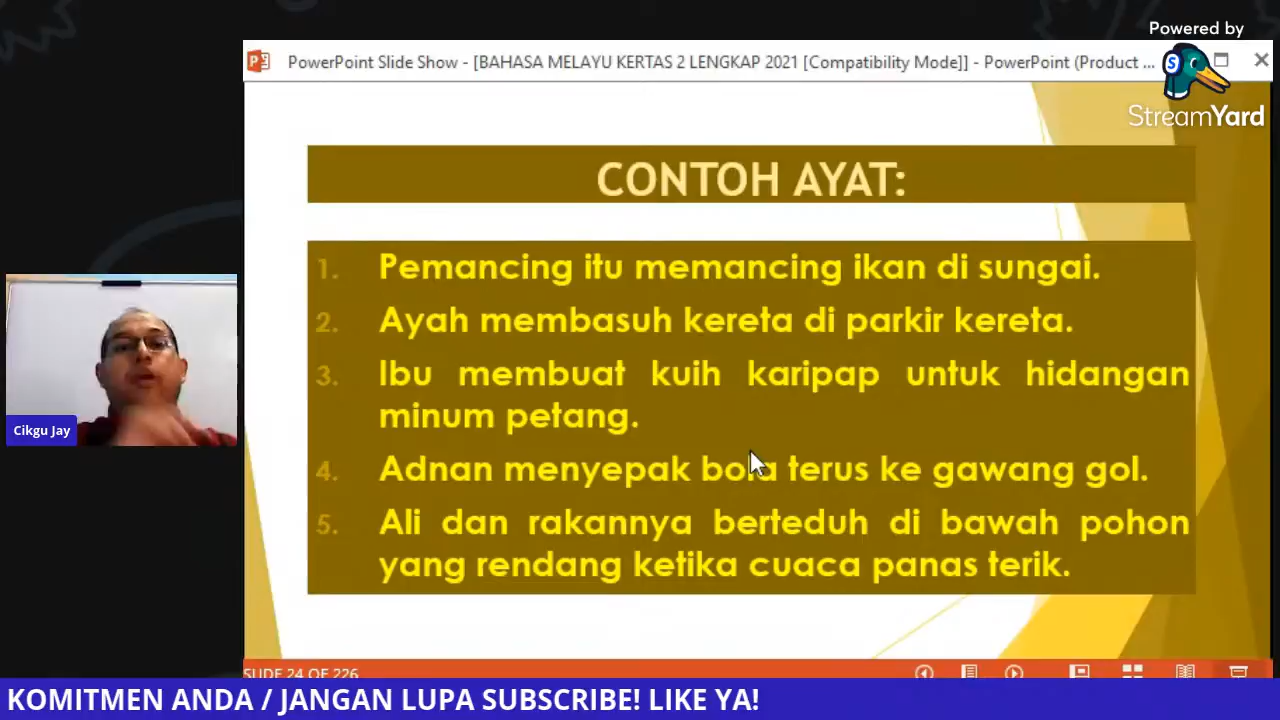 Powered by
PowerPoint Slide Show - [BAHASA MELAYU KERTAS 2 LENGKAP 2021 [Compatibility Mode]] - PowerPoint (Product ...
StreamYard
CONTOH AYAT:
1. Pemancing itu memancing ikan di sungai.
2. Ayah membasuh kereta di parkir kereta.
3. Ibu membuat kuih karipap untuk hidangan
minum petang.
4. Adnan menyepak bola terus ke gawang gol.
5. Ali dan rakannya berteduh di bawah pohon
yang rendang ketika cuaca panas terik.
Cikgu Jay
SLIDE 24 OF 226
KOMITMEN ANDA / JANGAN LUPA SUBSCRIBE! LIKE YA!